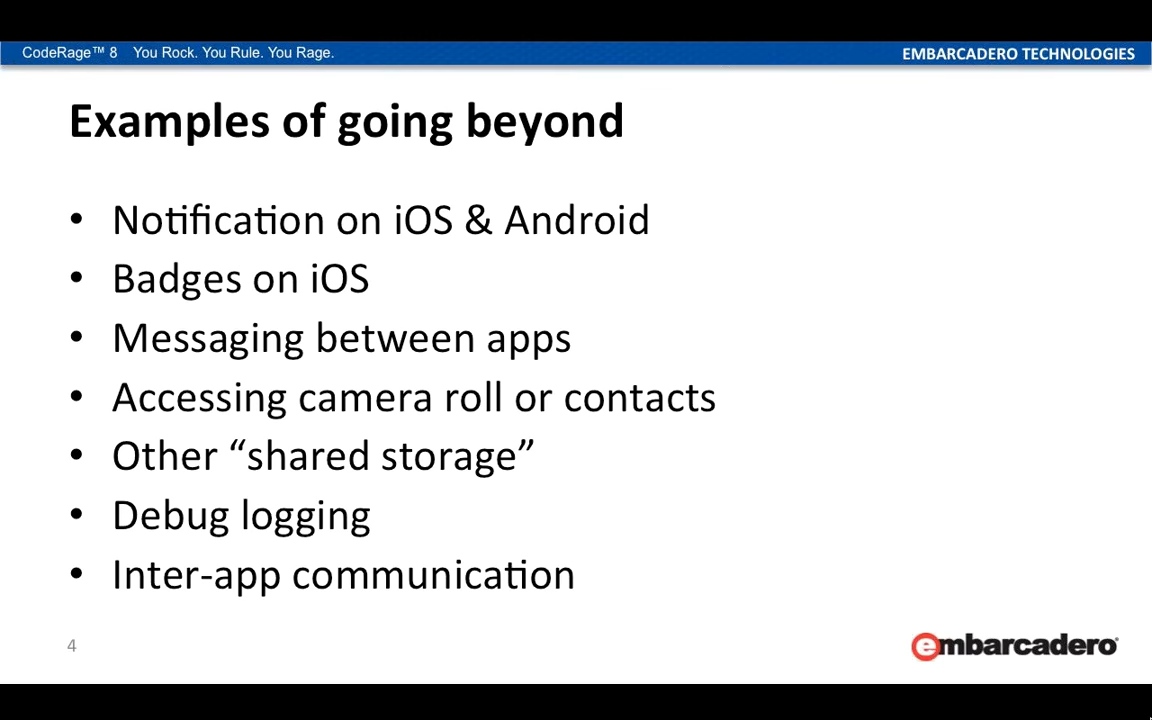 CodeRage™ 8 You Rock. You Rule. You Rage.
EMBARCADERO TECHNOLOGIES
Examples of going beyond
• Notification on iOS & Android
• Badges on iOS
• Messaging between apps
• Accessing camera roll or contacts
• Other “shared storage”
• Debug logging
• Inter-app communication
4
embarcadero